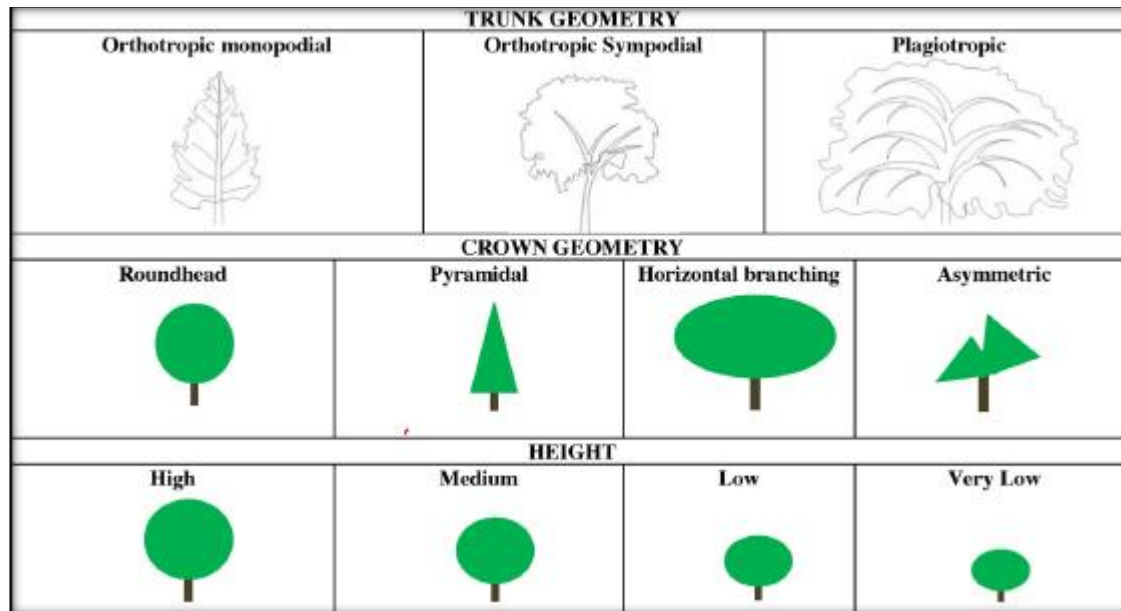 TRUNK GEOMETRY
Orthotropic monopodial
Orthotropic Sympodial
Plagiotropic
CROWN GEOMETRY
Roundhead
Pyramidal
Horizontal branching
Asymmetric
HEIGHT
High
Medium
Low
Very Low